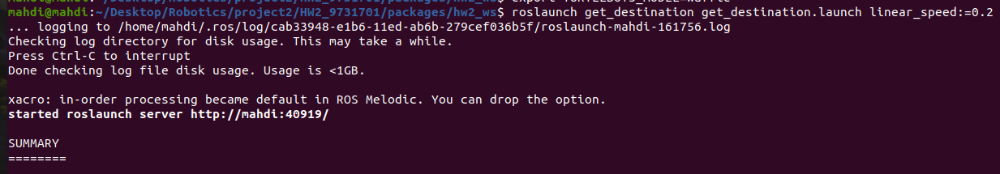 mahdi@mahdi:~/Desktop/Robotics/project2/HW2_9731701/packages/hw2_ws$ export TURTLEBOT3_MODEL=waffle
mahdi@mahdi:~/Desktop/Robotics/project2/HW2_9731701/packages/hw2_ws$ roslaunch get_destination get_destination.launch linear_speed:=0.2
... logging to /home/mahdi/.ros/log/cab33948-e1b6-11ed-ab6b-279cef036b5f/roslaunch-mahdi-161756.log
Checking log directory for disk usage. This may take a while.
Press Ctrl-C to interrupt
Done checking log file disk usage. Usage is <1GB.
xacro: in-order processing became default in ROS Melodic. You can drop the option.
started roslaunch server http://mahdi:40919/
SUMMARY
========